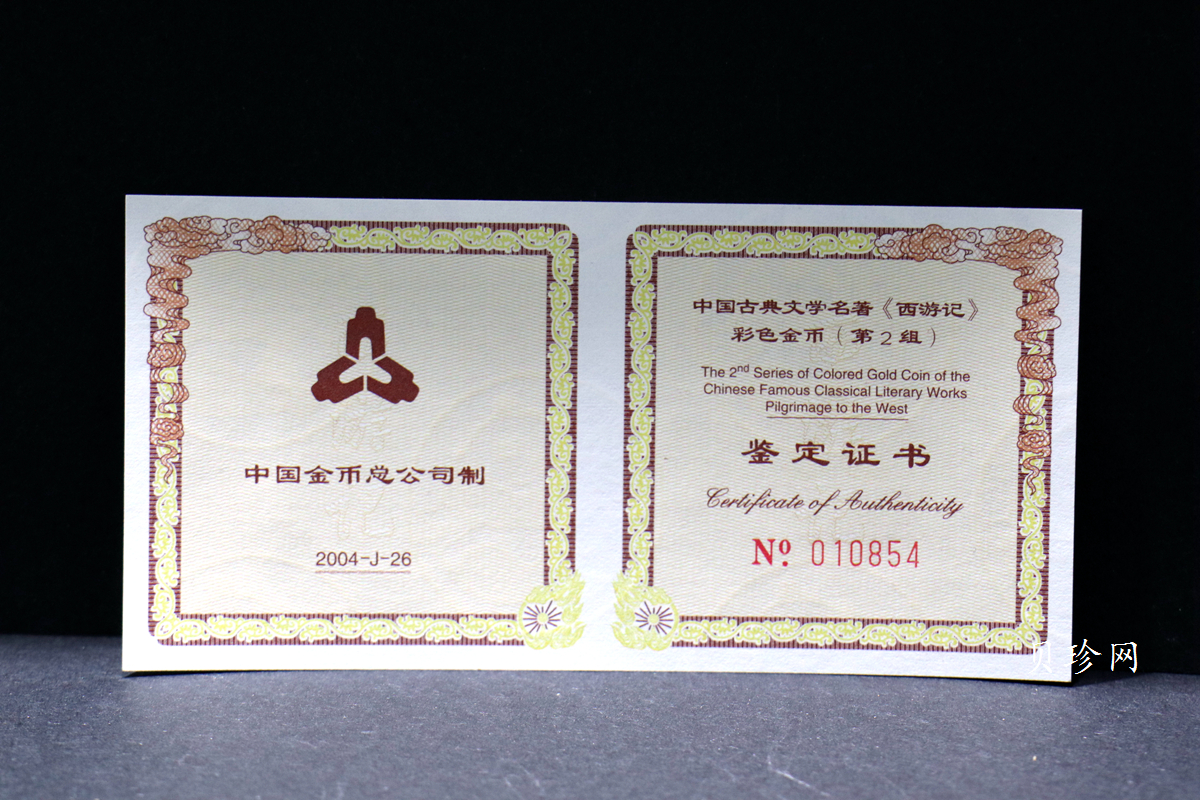 中国金币总公司制
2004-J-26
中国古典文学名著《西游记》
彩色金币（第2组）
The 2nd Series of Colored Gold Coin of the
Chinese Famous Classical Literary Works
Pilgrimage to the West
鉴定证书
Certificate of Authenticity
Nº 010854
贝珍网